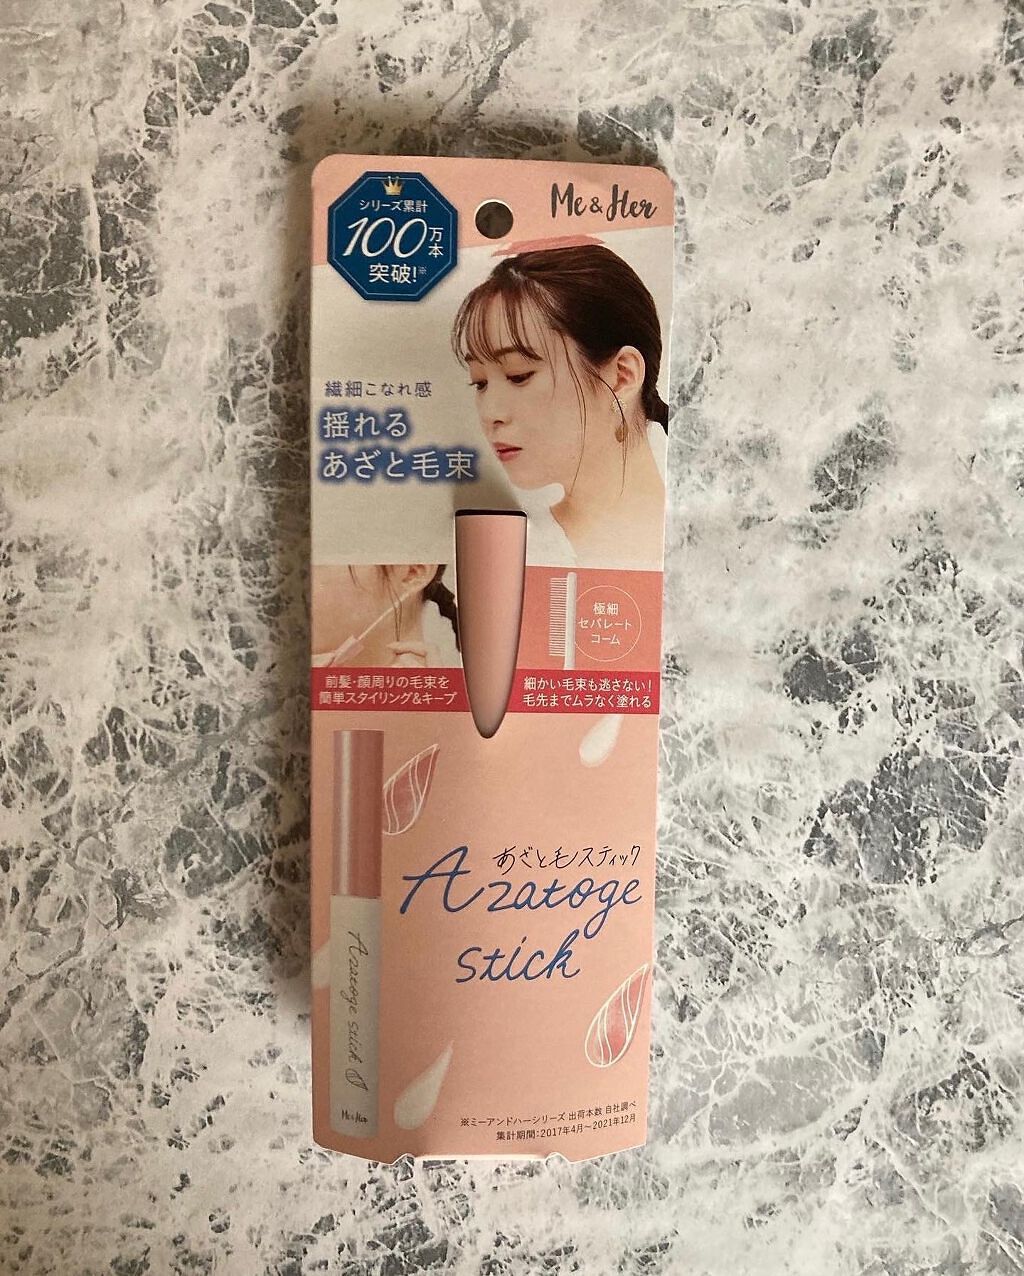 シリーズ累計
100万本
突破!※
Me & Her
繊細こなれ感
揺れる
あざと毛束
極細
セパレート
コーム
前髪・顔周りの毛束を
簡単スタイリング&キープ
細かい毛束も逃さない!
毛先までムラなく塗れる
あざと毛スティック
Azatoge
stick
Azatoge stick
Me & Her
※ミーアンドハーシリーズ 出荷本数 自社調べ
集計期間:2017年4月~2021年12月